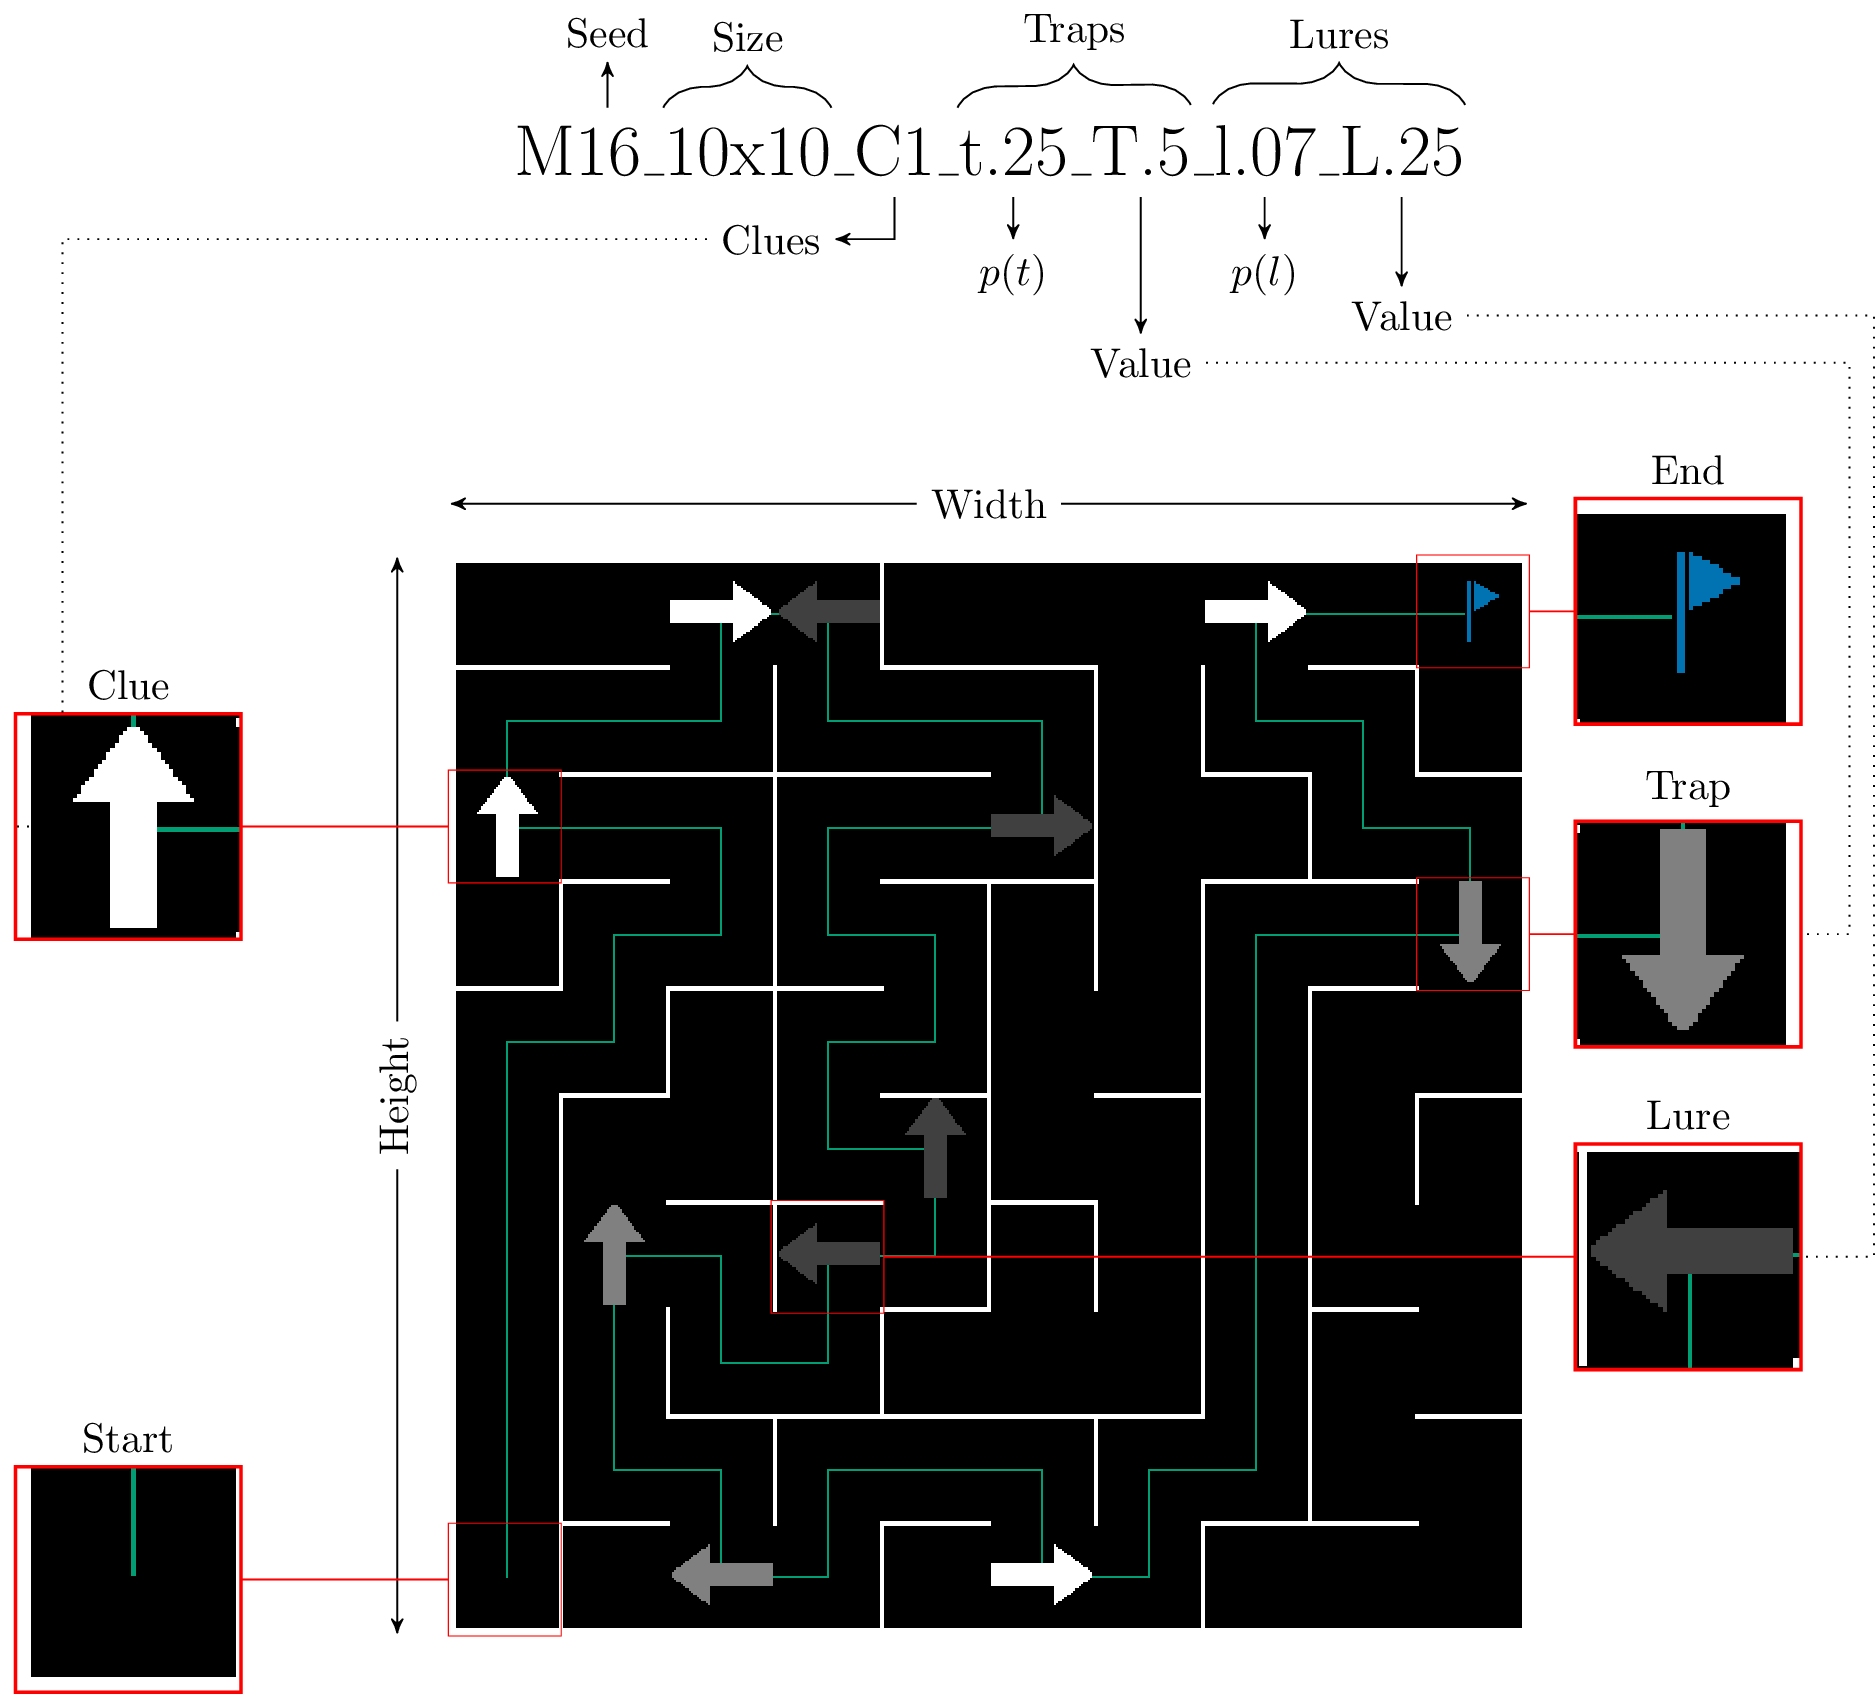 Seed
Size
Traps
Lures
M16_10x10_C1_t.25_T.5_l.07_L.25
Clues
p(t)
p(l)
Value
Value
End
Width
Clue
Trap
Height
Lure
Start